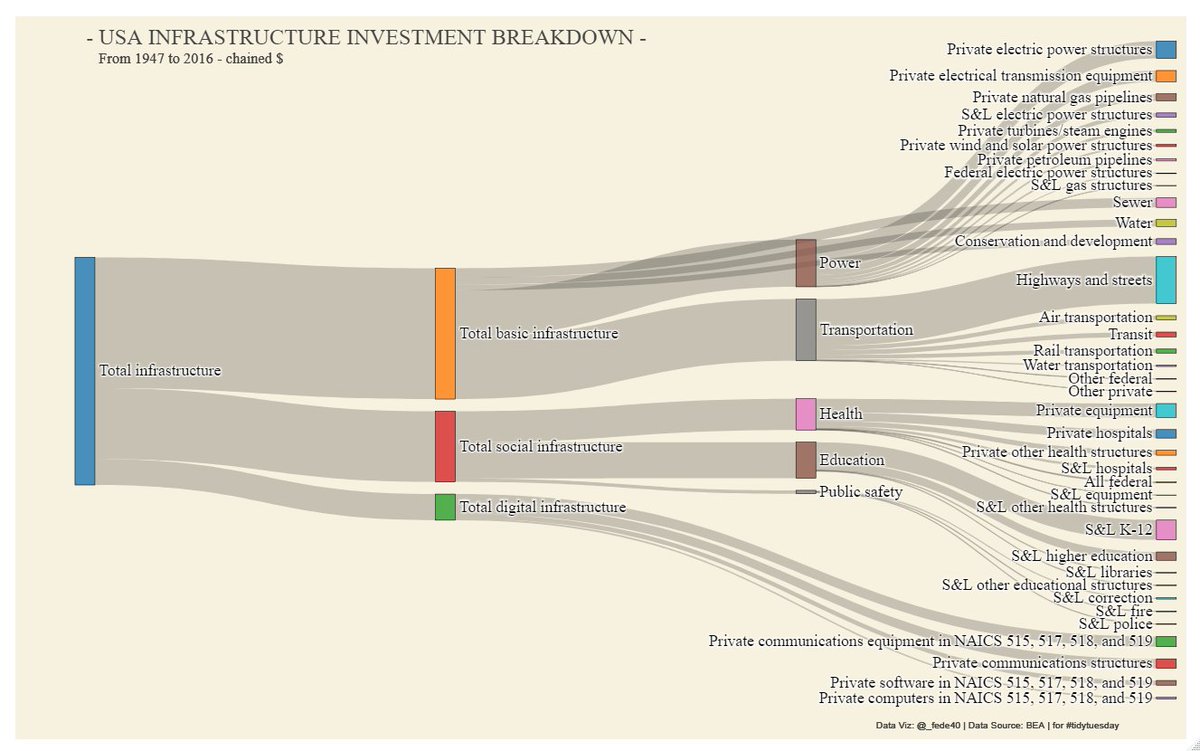 - USA INFRASTRUCTURE INVESTMENT BREAKDOWN -
From 1947 to 2016 - chained $
Total infrastructure
Total basic infrastructure
Total social infrastructure
Total digital infrastructure
Power
Transportation
Health
Education
Public safety
Private electric power structures
Private electrical transmission equipment
Private natural gas pipelines
S&L electric power structures
Private turbines/steam engines
Private wind and solar power structures
Private petroleum pipelines
Federal electric power structures
S&L gas structures
Sewer
Water
Conservation and development
Highways and streets
Air transportation
Transit
Rail transportation
Water transportation
Other federal
Other private
Private equipment
Private hospitals
Private other health structures
S&L hospitals
All federal
S&L equipment
S&L other health structures
S&L K-12
S&L higher education
S&L libraries
S&L other educational structures
S&L correction
S&L fire
S&L police
Private communications equipment in NAICS 515, 517, 518, and 519
Private communications structures
Private software in NAICS 515, 517, 518, and 519
Private computers in NAICS 515, 517, 518, and 519
Data Viz: @_fede40 | Data Source: BEA | for #tidytuesday